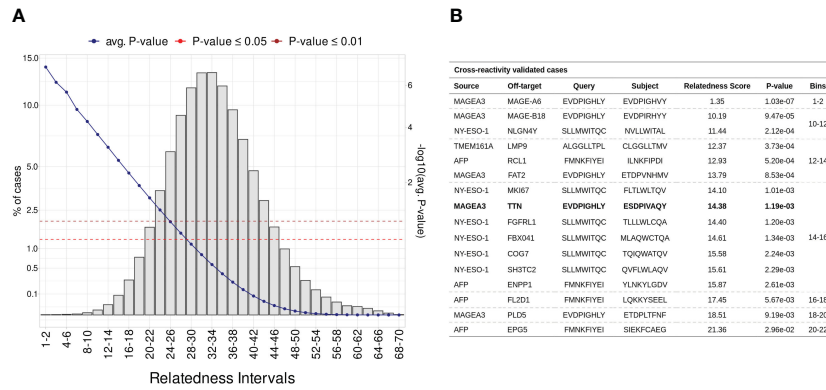 A
avg. P-value P-value ≤ 0.05 P-value ≤ 0.01
15.0
10.0
5.0
2.5
1.0
0.5
0.1
% of cases
6
4
2
-log10(avg. P-value)
1-2
4-6
8-10
12-14
16-18
20-22
24-26
28-30
32-34
36-38
40-42
44-46
48-50
52-54
56-58
60-62
64-66
68-70
Relatedness Intervals
B
Cross-reactivity validated cases
Source Off-target Query Subject Relatedness Score P-value Bins
MAGEA3 MAGE-A6 EVDPIGHLY EVDPIGHVY 1.35 1.03e-07 1-2
MAGEA3 MAGE-B18 EVDPIGHLY EVDPIRHYY 10.19 9.47e-05
10-12
NY-ESO-1 NLGN4Y SLLMWITQC NVLLWITAL 11.44 2.12e-04
TMEM161A LMP9 ALGGLLTPL CLGGLLTMV 12.37 3.73e-04
AFP RCL1 FMNKFIYEI ILNKFIPDI 12.93 5.20e-04 12-14
MAGEA3 FAT2 EVDPIGHLY ETDPVNHMV 13.79 8.53e-04
NY-ESO-1 MKI67 SLLMWITQC FLTLWLTQV 14.10 1.01e-03
MAGEA3 TTN EVDPIGHLY ESDPIVAQY 14.38 1.19e-03
NY-ESO-1 FGFRL1 SLLMWITQC TLLLWLCQA 14.40 1.20e-03
NY-ESO-1 FBX041 SLLMWITQC MLAQWCTQA 14.61 1.34e-03 14-16
NY-ESO-1 COG7 SLLMWITQC TQIQWATQV 15.58 2.24e-03
NY-ESO-1 SH3TC2 SLLMWITQC QVFLWLAQV 15.61 2.29e-03
AFP ENPP1 FMNKFIYEI YLNKYLGDV 15.87 2.61e-03
AFP FL2D1 FMNKFIYEI LQKKYSEEL 17.45 5.67e-03 16-18
MAGEA3 PLD5 EVDPIGHLY ETDPLTFNF 18.51 9.19e-03 18-20
AFP EPG5 FMNKFIYEI SIEKFCAEG 21.36 2.96e-02 20-22